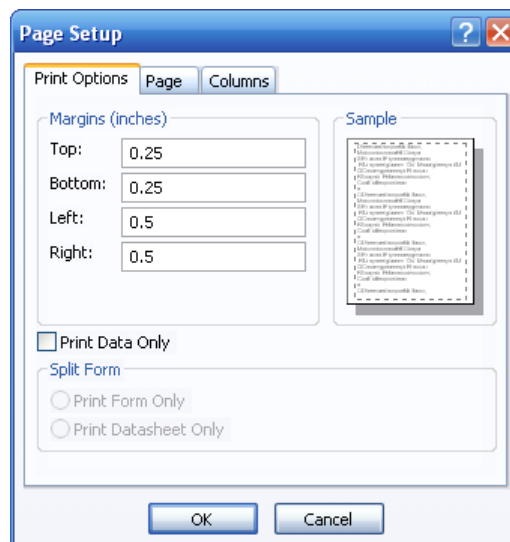 Page Setup
Print Options
Page
Columns
Margins (inches)
Sample
Top: 0.25
Bottom: 0.25
Left: 0.5
Right: 0.5
Print Data Only
Split Form
Print Form Only
Print Datasheet Only
OK
Cancel